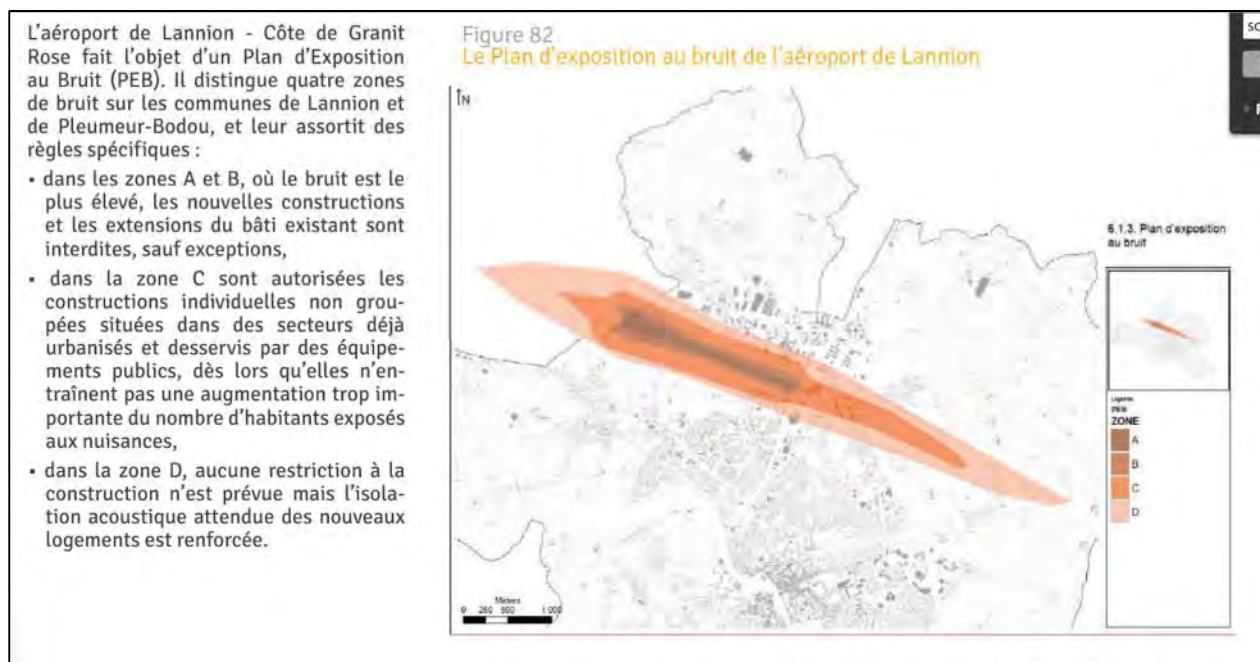 L'aéroport de Lannion - Côte de Granit
Rose fait l'objet d'un Plan d'Exposition
au Bruit (PEB). Il distingue quatre zones
de bruit sur les communes de Lannion et
de Pleumeur-Bodou, et leur assortit des
règles spécifiques :
• dans les zones A et B, où le bruit est le
plus élevé, les nouvelles constructions
et les extensions du bâti existant sont
interdites, sauf exceptions,
• dans la zone C sont autorisées les
constructions individuelles non grou-
pées situées dans des secteurs déjà
urbanisés et desservis par des équipe-
ments publics, dès lors qu'elles n'en-
traînent pas une augmentation trop im-
portante du nombre d'habitants exposés
aux nuisances,
• dans la zone D, aucune restriction à la
construction n'est prévue mais l'isola-
tion acoustique attendue des nouveaux
logements est renforcée.
Figure 82
Le Plan d'exposition au bruit de l'aéroport de Lannion
N
6.1.3. Plan d'exposition
au bruit
PEB
ZONE
A
B
C
D
Mètres
0 250 500 1 000